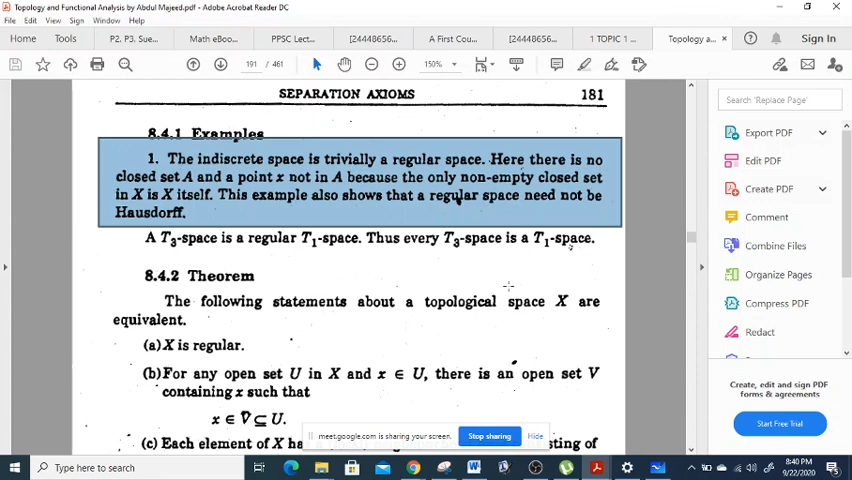 Topology and Functional Analysis by Abdul Majeed.pdf - Adobe Acrobat Reader DC
File Edit View Sign Window Help
Home Tools P2. P3. Sue... Math eBoo... PPSC Lect... [24448656... A First Cou... [24448656... 1 TOPIC 1 ... Topology a... Sign In
191 / 461 150%
SEPARATION AXIOMS 181
8.4.1 Examples
1. The indiscrete space is trivially a regular space. Here there is no
closed set A and a point x not in A because the only non-empty closed set
in X is X itself. This example also shows that a regular space need not be
Hausdorff.
A T₃-space is a regular T₁-space. Thus every T₃-space is a T₁-space.
8.4.2 Theorem
The following statements about a topological space X are
equivalent.
(a) X is regular.
(b) For any open set U in X and x ∈ U, there is an open set V
containing x such that
x ∈ V̄ ⊆ U.
(c) Each element of X ha
sting of
meet.google.com is sharing your screen. Stop sharing Hide
Search 'Replace Page'
Export PDF
Edit PDF
Create PDF
Comment
Combine Files
Organize Pages
Compress PDF
Redact
Create, edit and sign PDF
forms & agreements
Start Free Trial
Type here to search
8:40 PM
9/22/2020